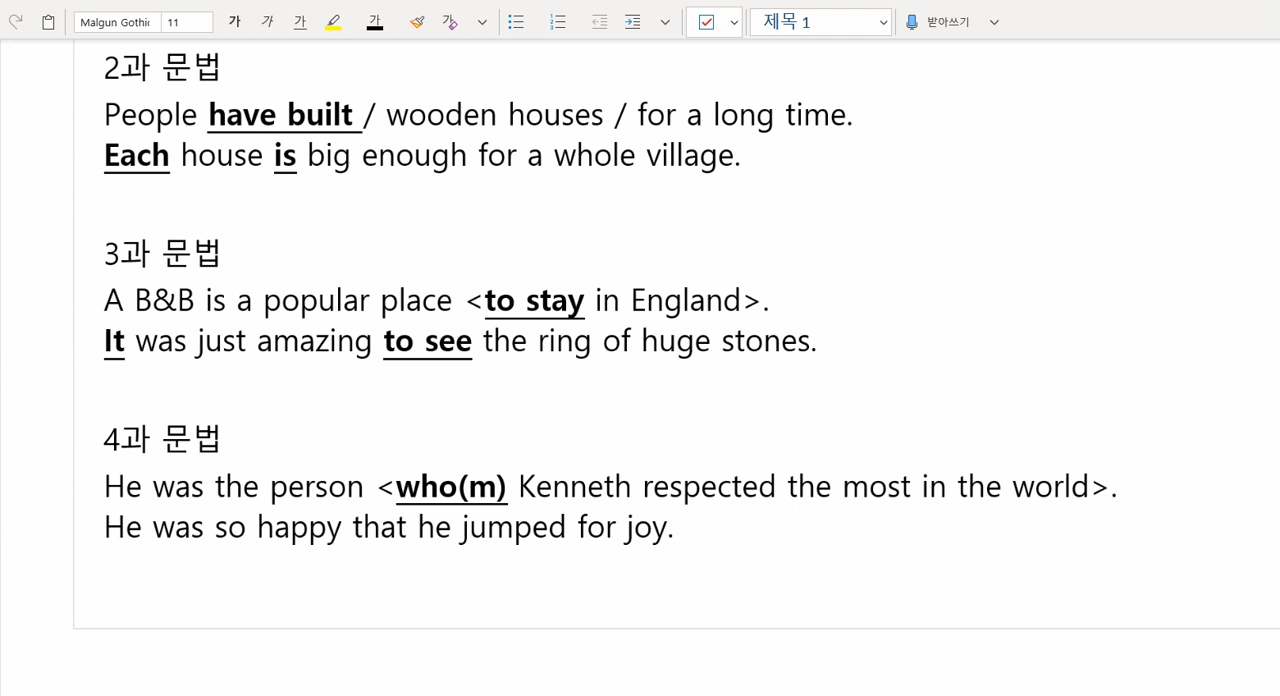 Malgun Gothic 11 가 가 가 가 가 제목 1 받아쓰기
2과 문법
People have built / wooden houses / for a long time.
Each house is big enough for a whole village.
3과 문법
A B&B is a popular place <to stay in England>.
It was just amazing to see the ring of huge stones.
4과 문법
He was the person <who(m) Kenneth respected the most in the world>.
He was so happy that he jumped for joy.